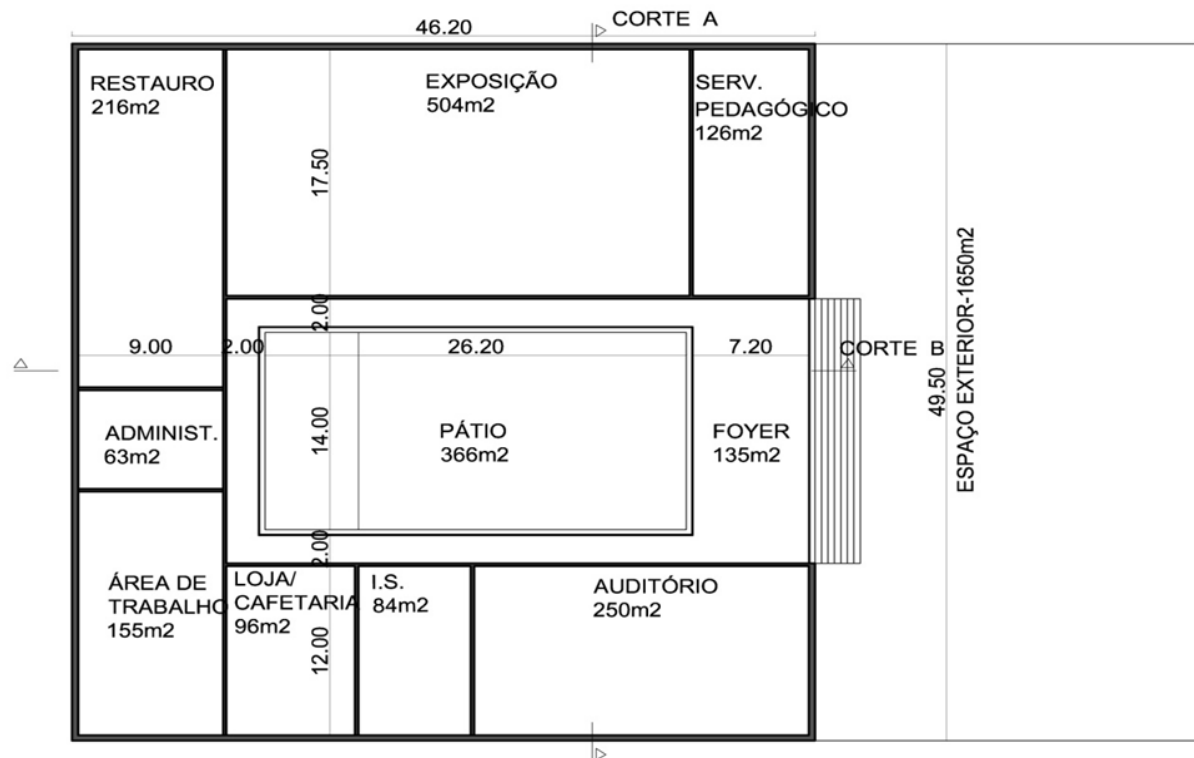 46.20
CORTE A
RESTAURO
216m2
EXPOSIÇÃO
504m2
SERV.
PEDAGÓGICO
126m2
17.50
2.00
9.00
2.00
26.20
7.20
CORTE B
49.50
ESPAÇO EXTERIOR-1650m2
ADMINIST.
63m2
14.00
PÁTIO
366m2
FOYER
135m2
2.00
ÁREA DE
TRABALHO
155m2
LOJA/
CAFETARIA
96m2
I.S.
84m2
12.00
AUDITÓRIO
250m2